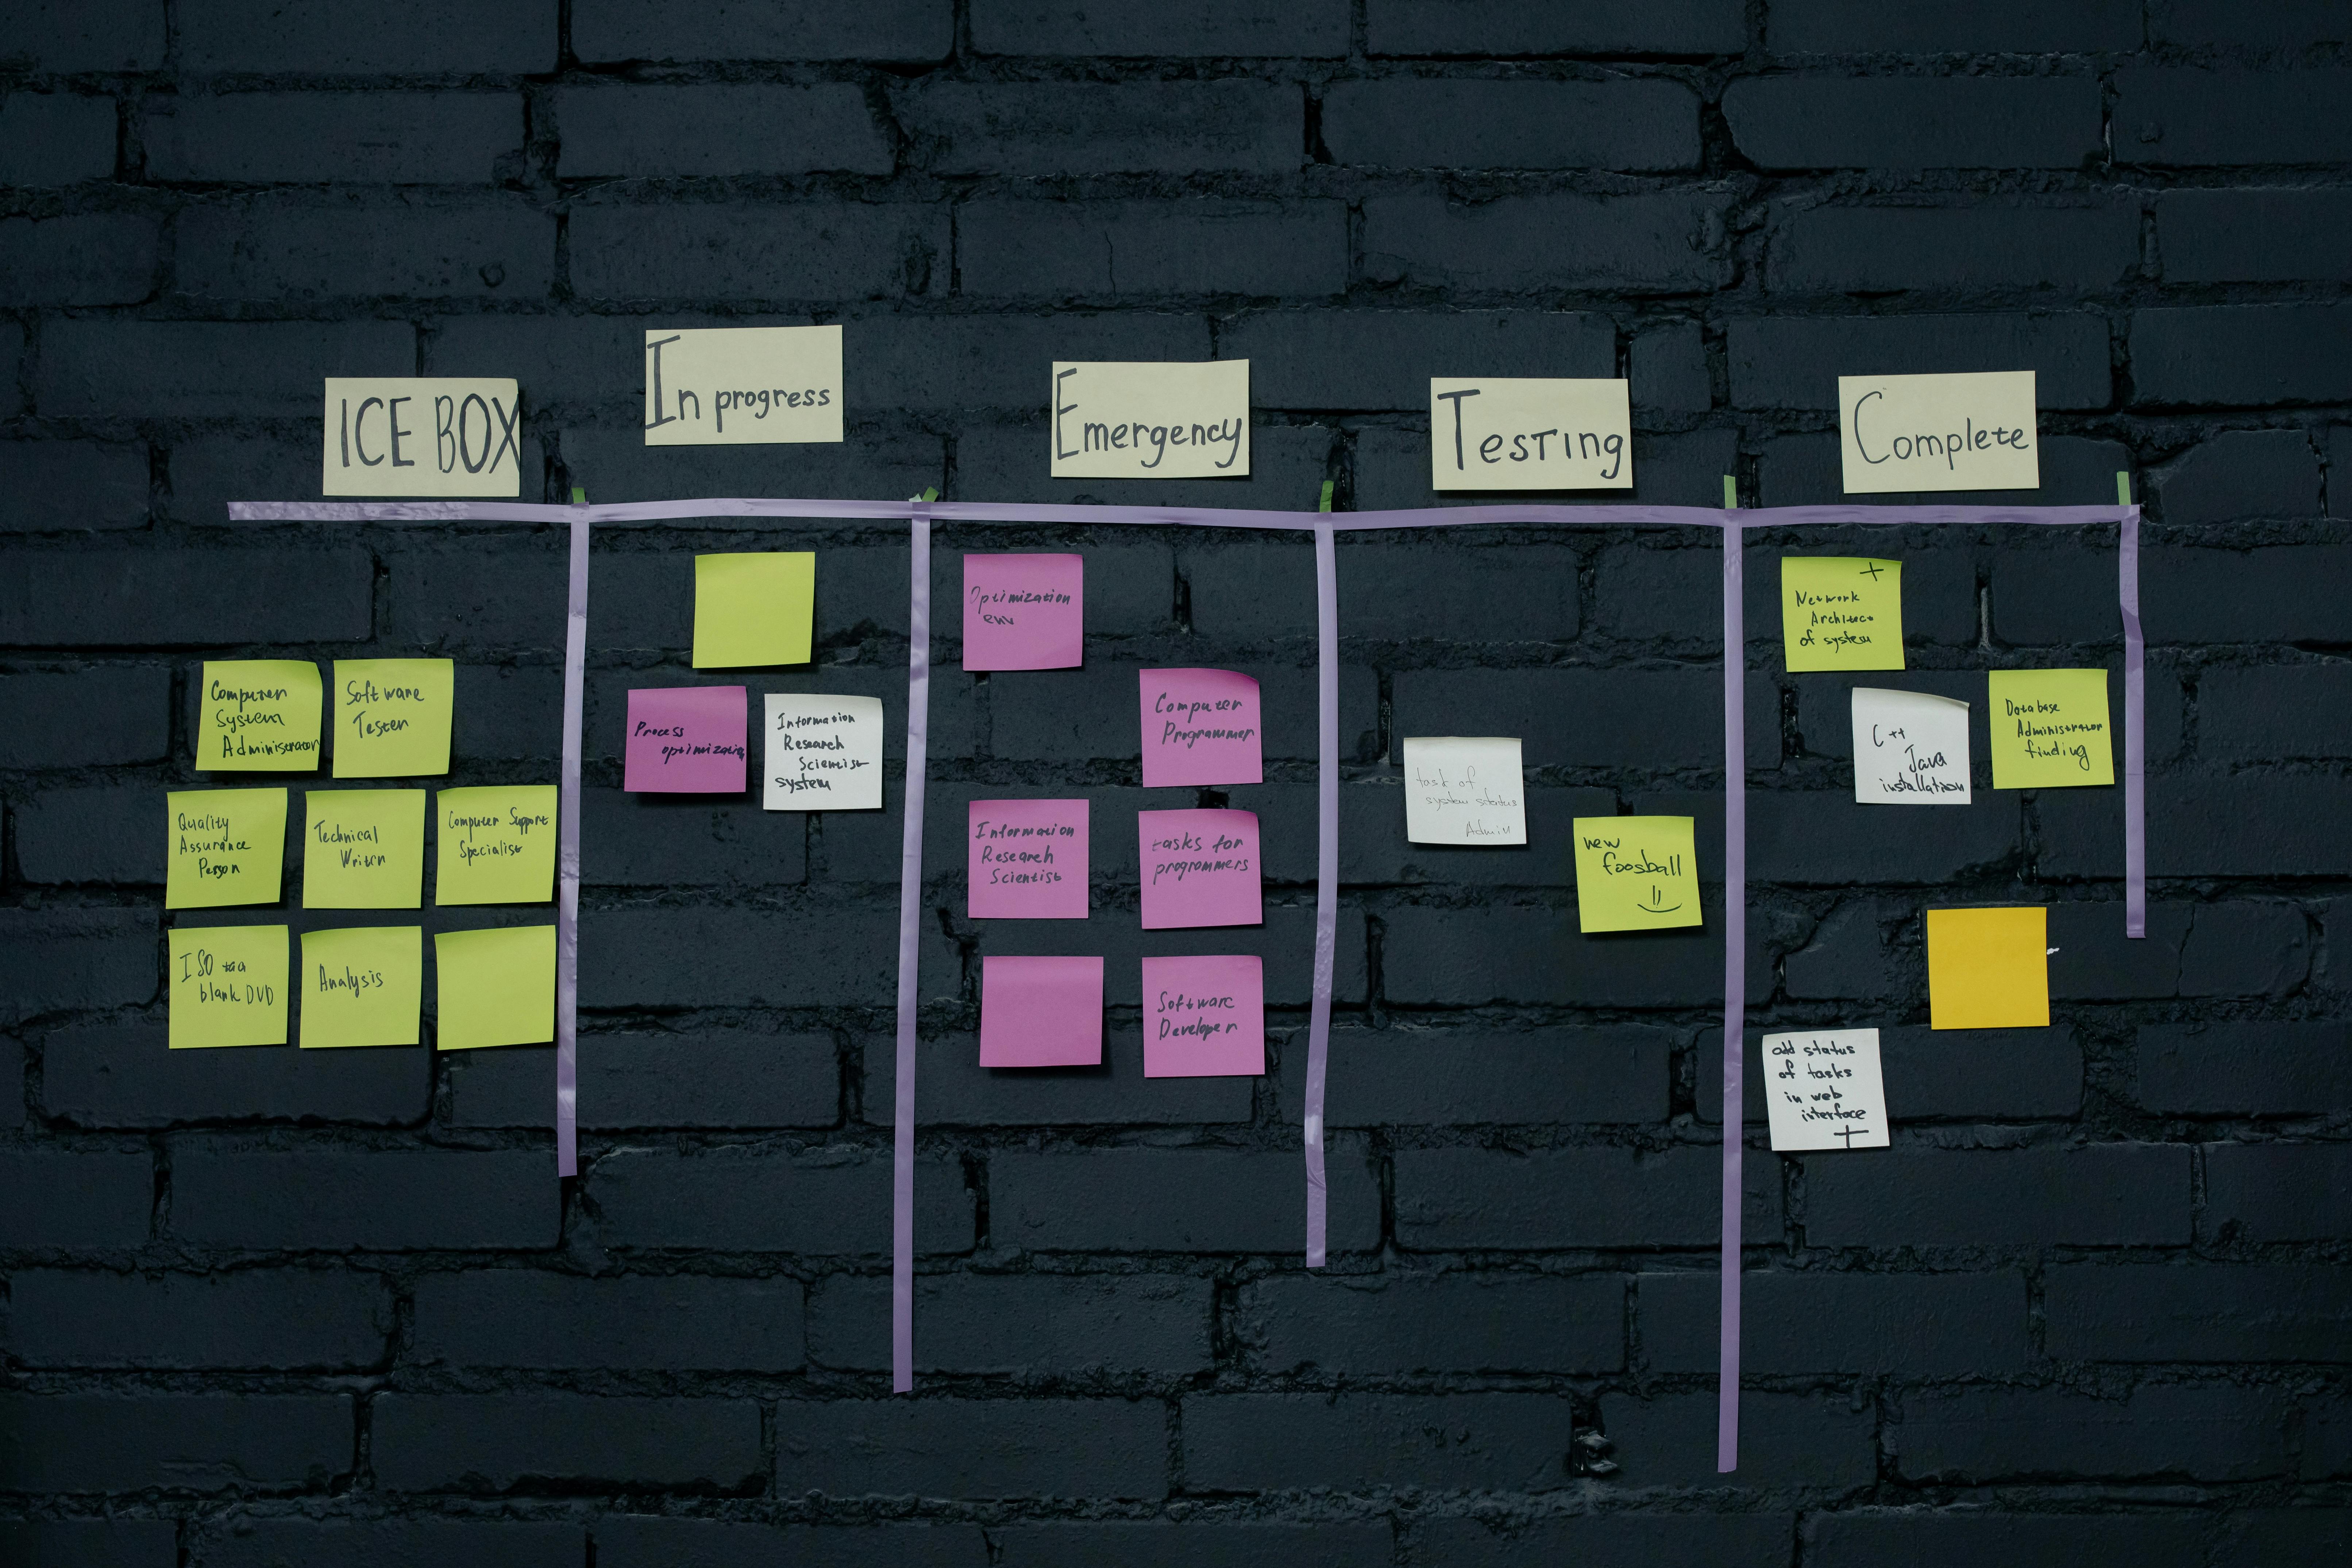 ICE BOX
Computer
System
Administrator
Software
Tester
Quality
Assurance
Person
Technical
Writer
Computer Support
Specialist
ISO
blank DVD
Analysis
In progress
Process
optimizatio
Information
Research
Scientist
system
Emergency
Optimization
env
Computer
Programmer
Information
Research
Scientist
tasks for
programmers
Software
Developer
Testing
task of
system status
Admin
new
foosball
Complete
+
Network
Architect
of system
C++
Java
installation
Database
Administrator
finding
add status
of tasks
in web
interface
+